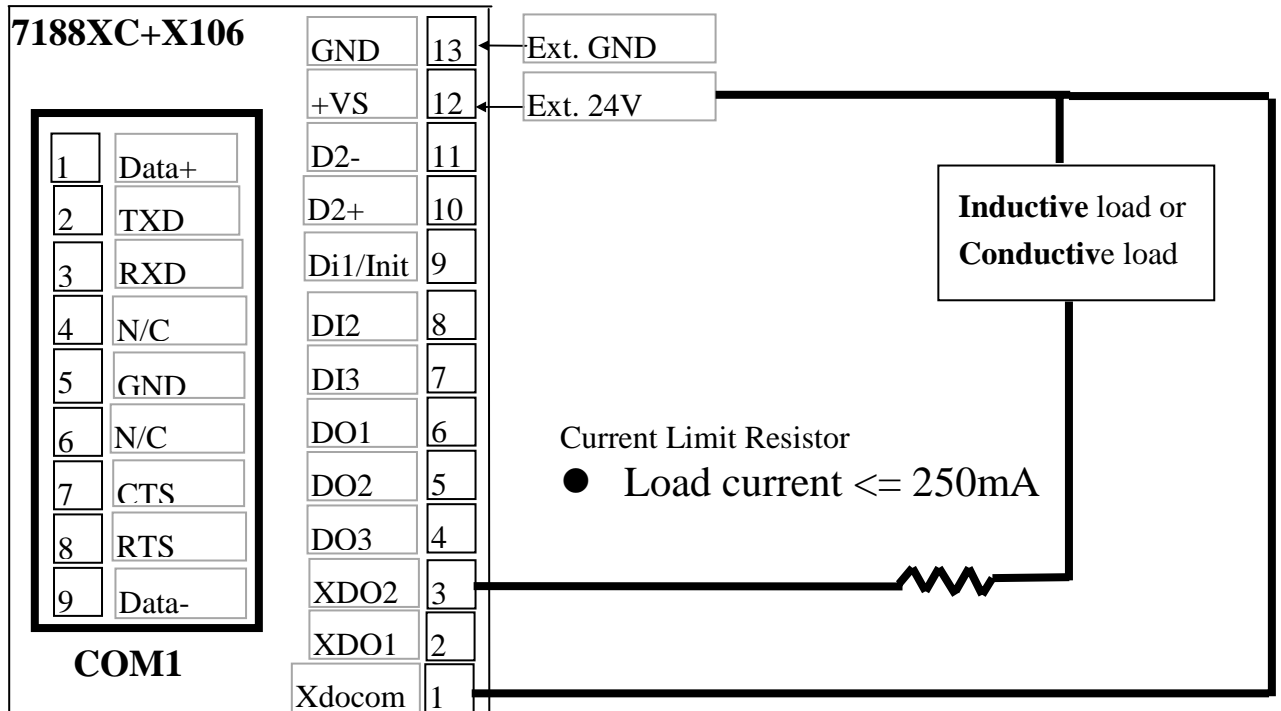 7188XC+X106
GND 13 Ext. GND
+VS 12 Ext. 24V
D2- 11
D2+ 10
Di1/Init 9
DI2 8
DI3 7
DO1 6
DO2 5
DO3 4
XDO2 3
XDO1 2
Xdocom 1
1 Data+
2 TXD
3 RXD
4 N/C
5 GND
6 N/C
7 CTS
8 RTS
9 Data-
COM1
Inductive load or
Conductive load
Current Limit Resistor
● Load current <= 250mA